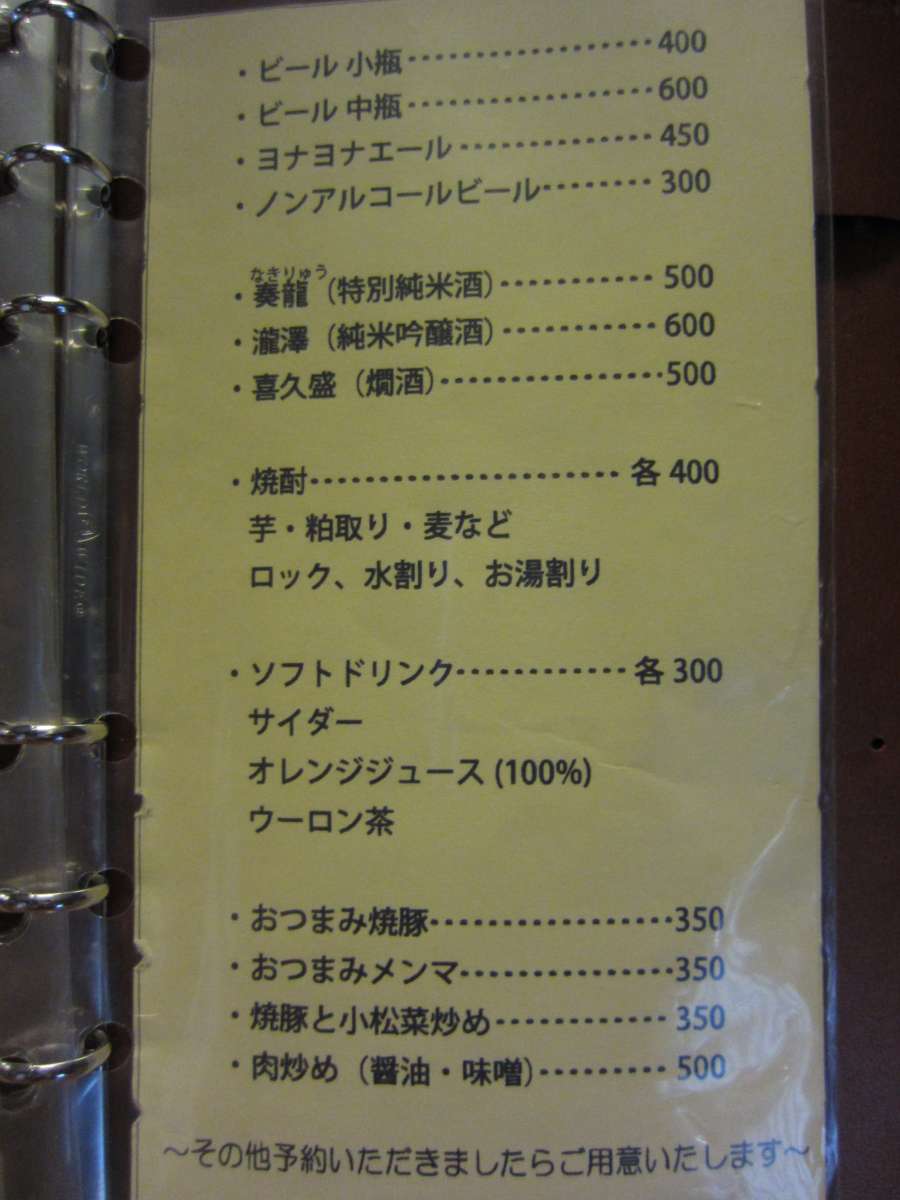 ・ビール 小瓶………………400
・ビール 中瓶………………600
・ヨナヨナエール……………450
・ノンアルコールビール………300
なきりゅう
・奏龍（特別純米酒）…………500
・瀧澤（純米吟醸酒）…………600
・喜久盛（燗酒）………………500
・焼酎……………………各400
芋・粕取り・麦など
ロック、水割り、お湯割り
・ソフトドリンク…………各300
サイダー
オレンジジュース (100%)
ウーロン茶
・おつまみ焼豚………………350
・おつまみメンマ……………350
・焼豚と小松菜炒め…………350
・肉炒め（醤油・味噌）………500
～その他予約いただきましたらご用意いたします～